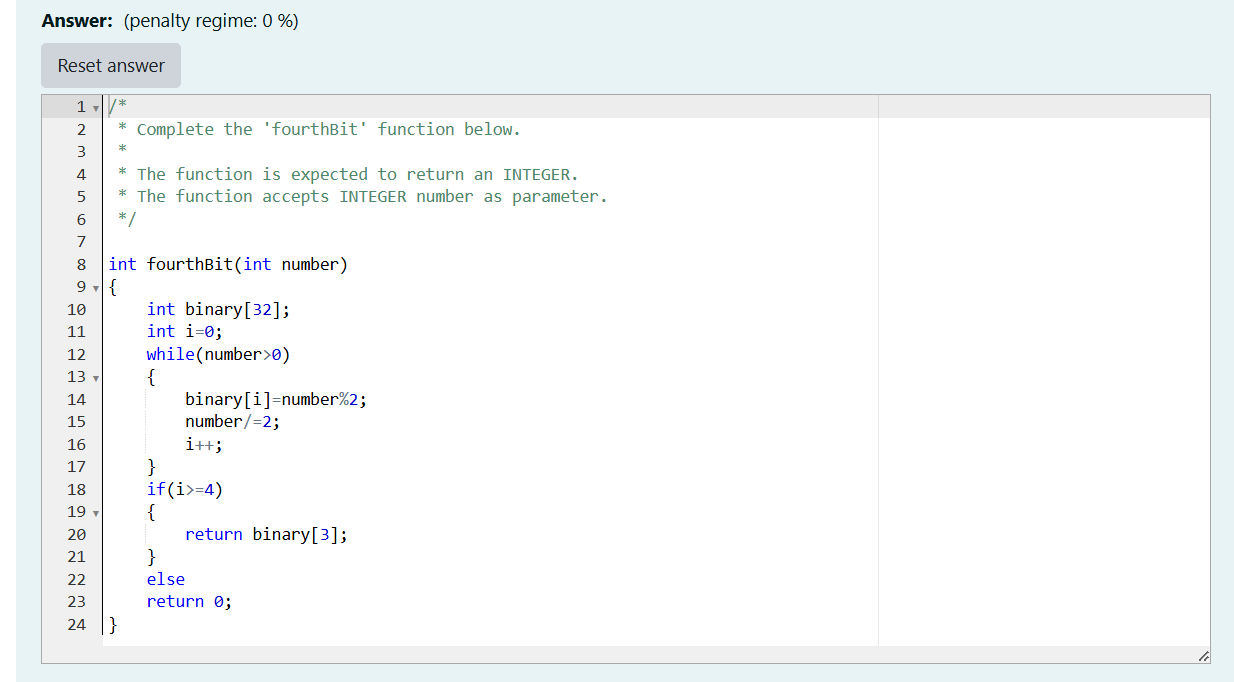 Answer: (penalty regime: 0 %)
Reset answer
1 /*
2  * Complete the 'fourthBit' function below.
3  *
4  * The function is expected to return an INTEGER.
5  * The function accepts INTEGER number as parameter.
6  */
7
8 int fourthBit(int number)
9 {
10     int binary[32];
11     int i=0;
12     while(number>0)
13     {
14         binary[i]=number%2;
15         number/=2;
16         i++;
17     }
18     if(i>=4)
19     {
20         return binary[3];
21     }
22     else
23     return 0;
24 }